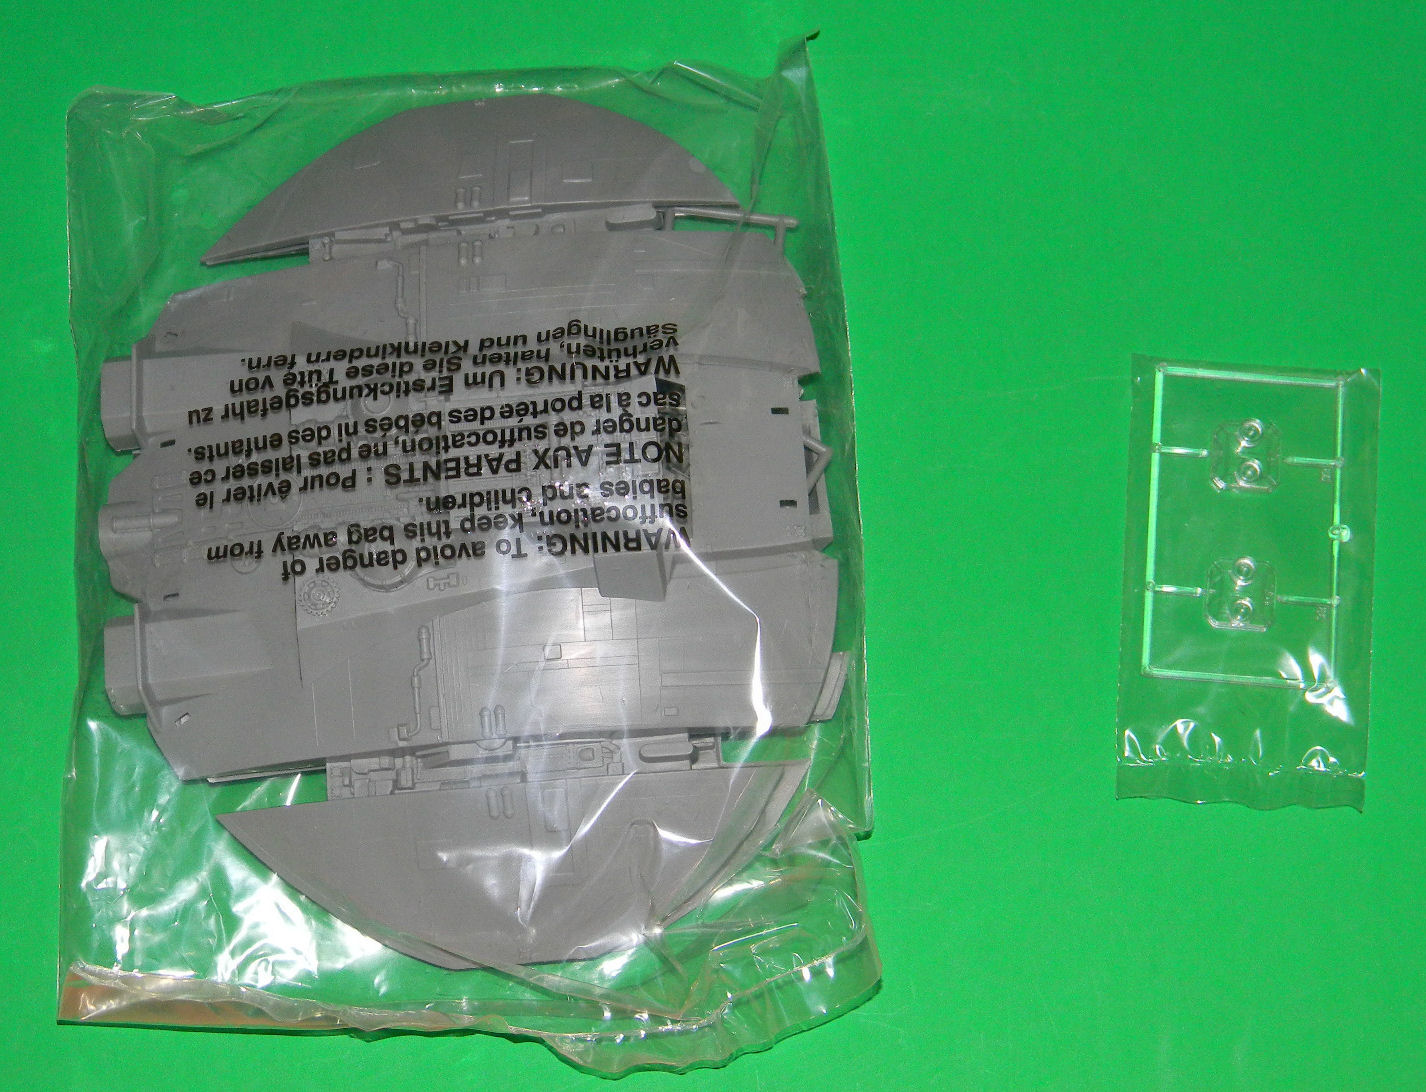 WARNING: To avoid danger of
suffocation, keep this bag away from
babies and children.
NOTE AUX PARENTS : Pour éviter le
danger de suffocation, ne pas laisser ce
sac à la portée des bébés ni des enfants.
WARNUNG: Um Erstickungsgefahr zu
verhüten, halten Sie diese Tüte von
Säuglingen und Kleinkindern fern.